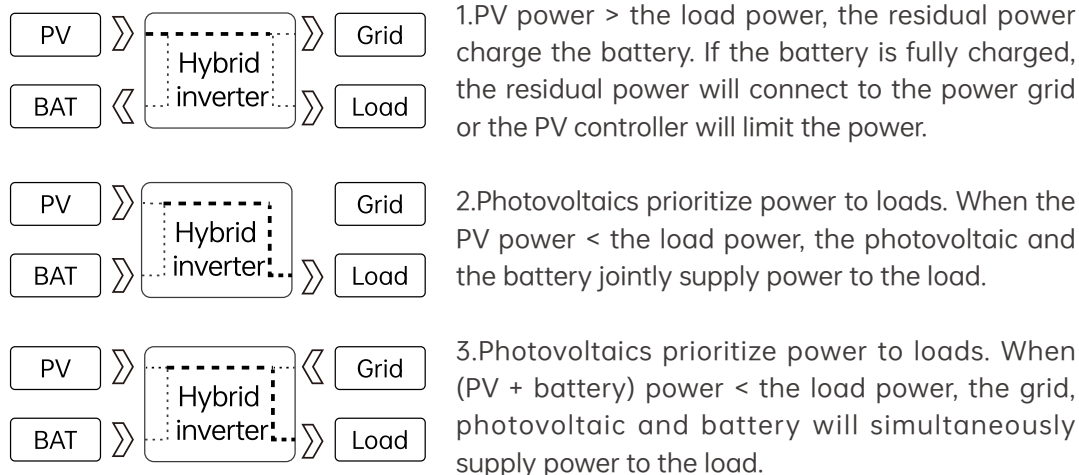 PV
Grid
Hybrid
inverter
BAT
Load
1.PV power > the load power, the residual power
charge the battery. If the battery is fully charged,
the residual power will connect to the power grid
or the PV controller will limit the power.
PV
Grid
Hybrid
inverter
BAT
Load
2.Photovoltaics prioritize power to loads. When the
PV power < the load power, the photovoltaic and
the battery jointly supply power to the load.
PV
Grid
Hybrid
inverter
BAT
Load
3.Photovoltaics prioritize power to loads. When
(PV + battery) power < the load power, the grid,
photovoltaic and battery will simultaneously
supply power to the load.